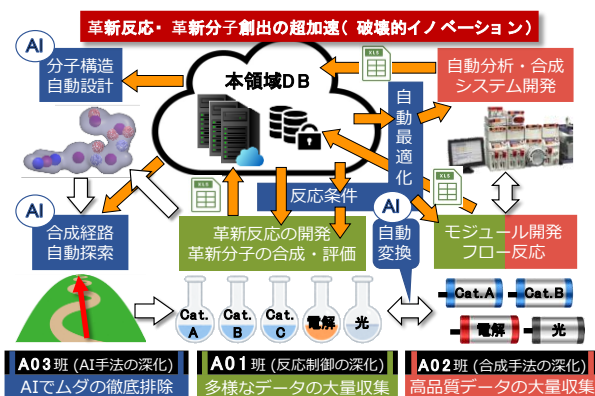 革新反応・革新分子創出の超加速(破壊的イノベーション)
AI
分子構造
自動設計
本領域DB
XLS
自動分析・合成
システム開発
自動最適化
反応条件
XLS
XLS
AI
合成経路
自動探索
革新反応の開発
革新分子の合成・評価
AI
自動
変換
モジュール開発
フロー反応
Cat.
A
Cat.
B
Cat.
C
電解
光
Cat.A
Cat.B
電解
光
A03班 (AI手法の深化)
AIでムダの徹底排除
A01班 (反応制御の深化)
多様なデータの大量収集
A02班 (合成手法の深化)
高品質データの大量収集